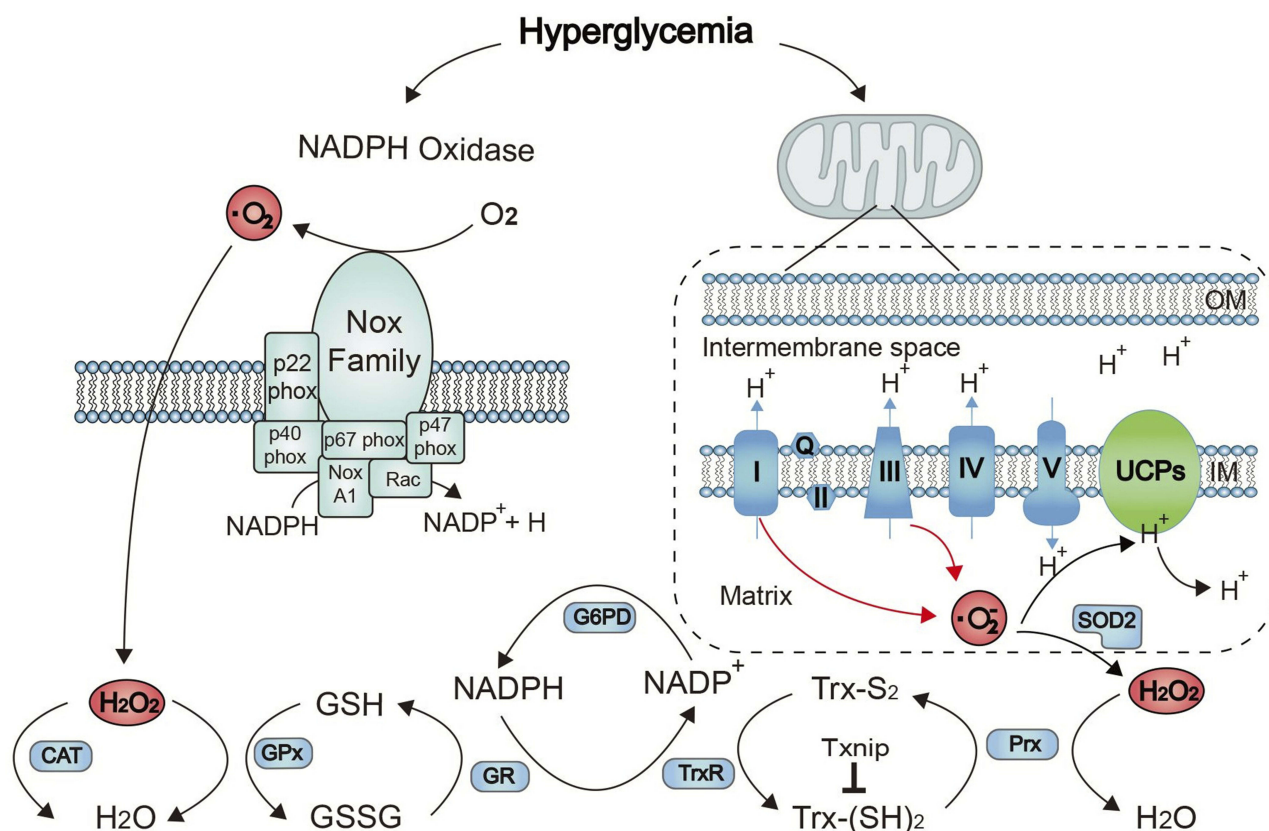 Hyperglycemia
NADPH Oxidase
·O2
O2
Nox
Family
p22
phox
p40
phox
p67 phox
p47
phox
Nox
A1
Rac
NADPH
NADP+ + H
OM
Intermembrane space
H+
H+
H+
H+
H+
I
Q
II
III
IV
V
UCPs
IM
H+
H+
H+
Matrix
·O2-
SOD2
G6PD
NADPH
NADP+
H2O2
CAT
H2O
GSH
GPx
GSSG
GR
TrxR
Trx-S2
Txnip
Trx-(SH)2
Prx
H2O2
H2O